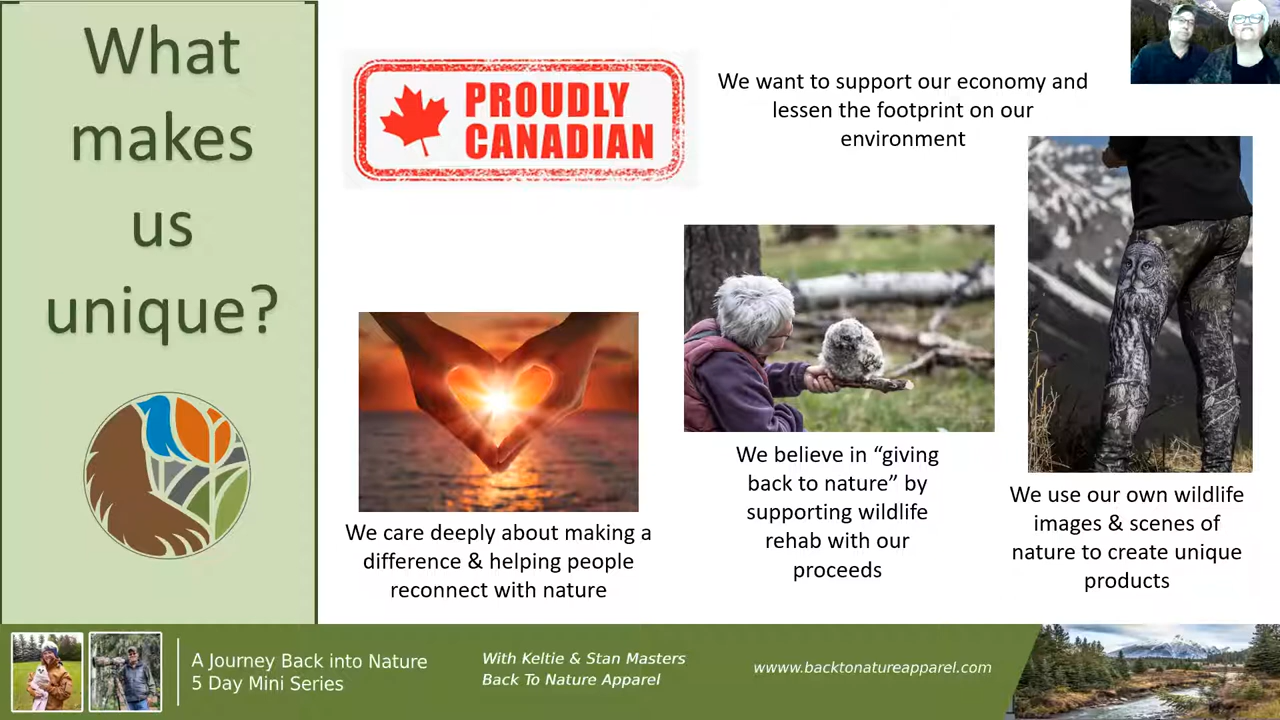 What
makes
us
unique?
PROUDLY
CANADIAN
We want to support our economy and
lessen the footprint on our
environment
We care deeply about making a
difference & helping people
reconnect with nature
We believe in “giving
back to nature” by
supporting wildlife
rehab with our
proceeds
We use our own wildlife
images & scenes of
nature to create unique
products
A Journey Back into Nature
5 Day Mini Series
With Keltie & Stan Masters
Back To Nature Apparel
www.backtonatureapparel.com